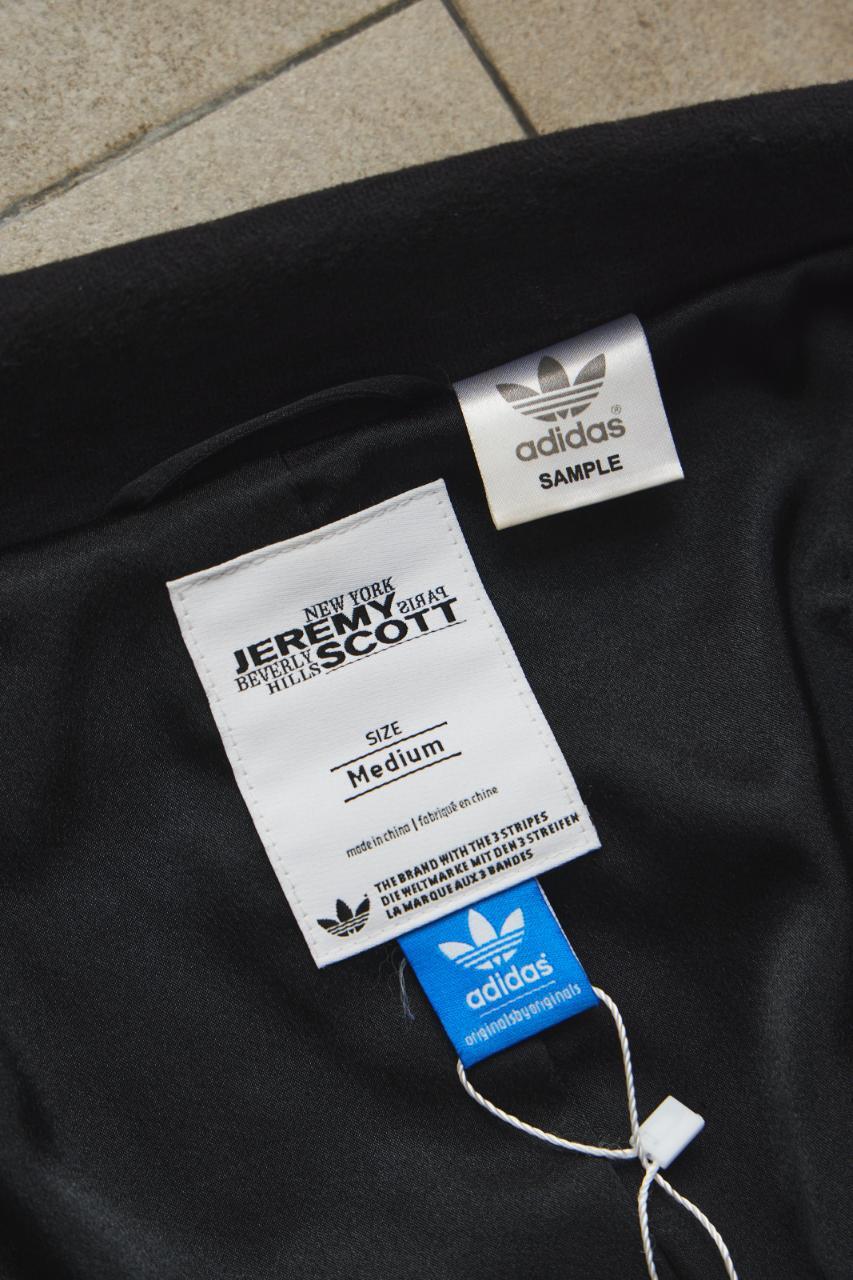 adidas®
SAMPLE
NEW YORK
JEREMY PARIS
BEVERLY SCOTT
HILLS
SIZE
Medium
made in china | fabriqué en chine
THE BRAND WITH THE 3 STRIPES
DIE WELTMARKE MIT DEN 3 STREIFEN
LA MARQUE AUX 3 BANDES
adidas
originalsbyoriginals